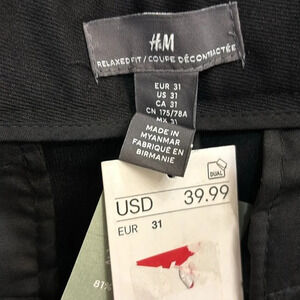 H&M
RELAXED FIT / COUPE DÉCONTRACTÉE
EUR 31
US 31
CA 31
CN 175/78A
MX 31
MADE IN
MYANMAR
FABRIQUÉ EN
BIRMANIE
DUAL
USD 39.99
EUR 31
81%